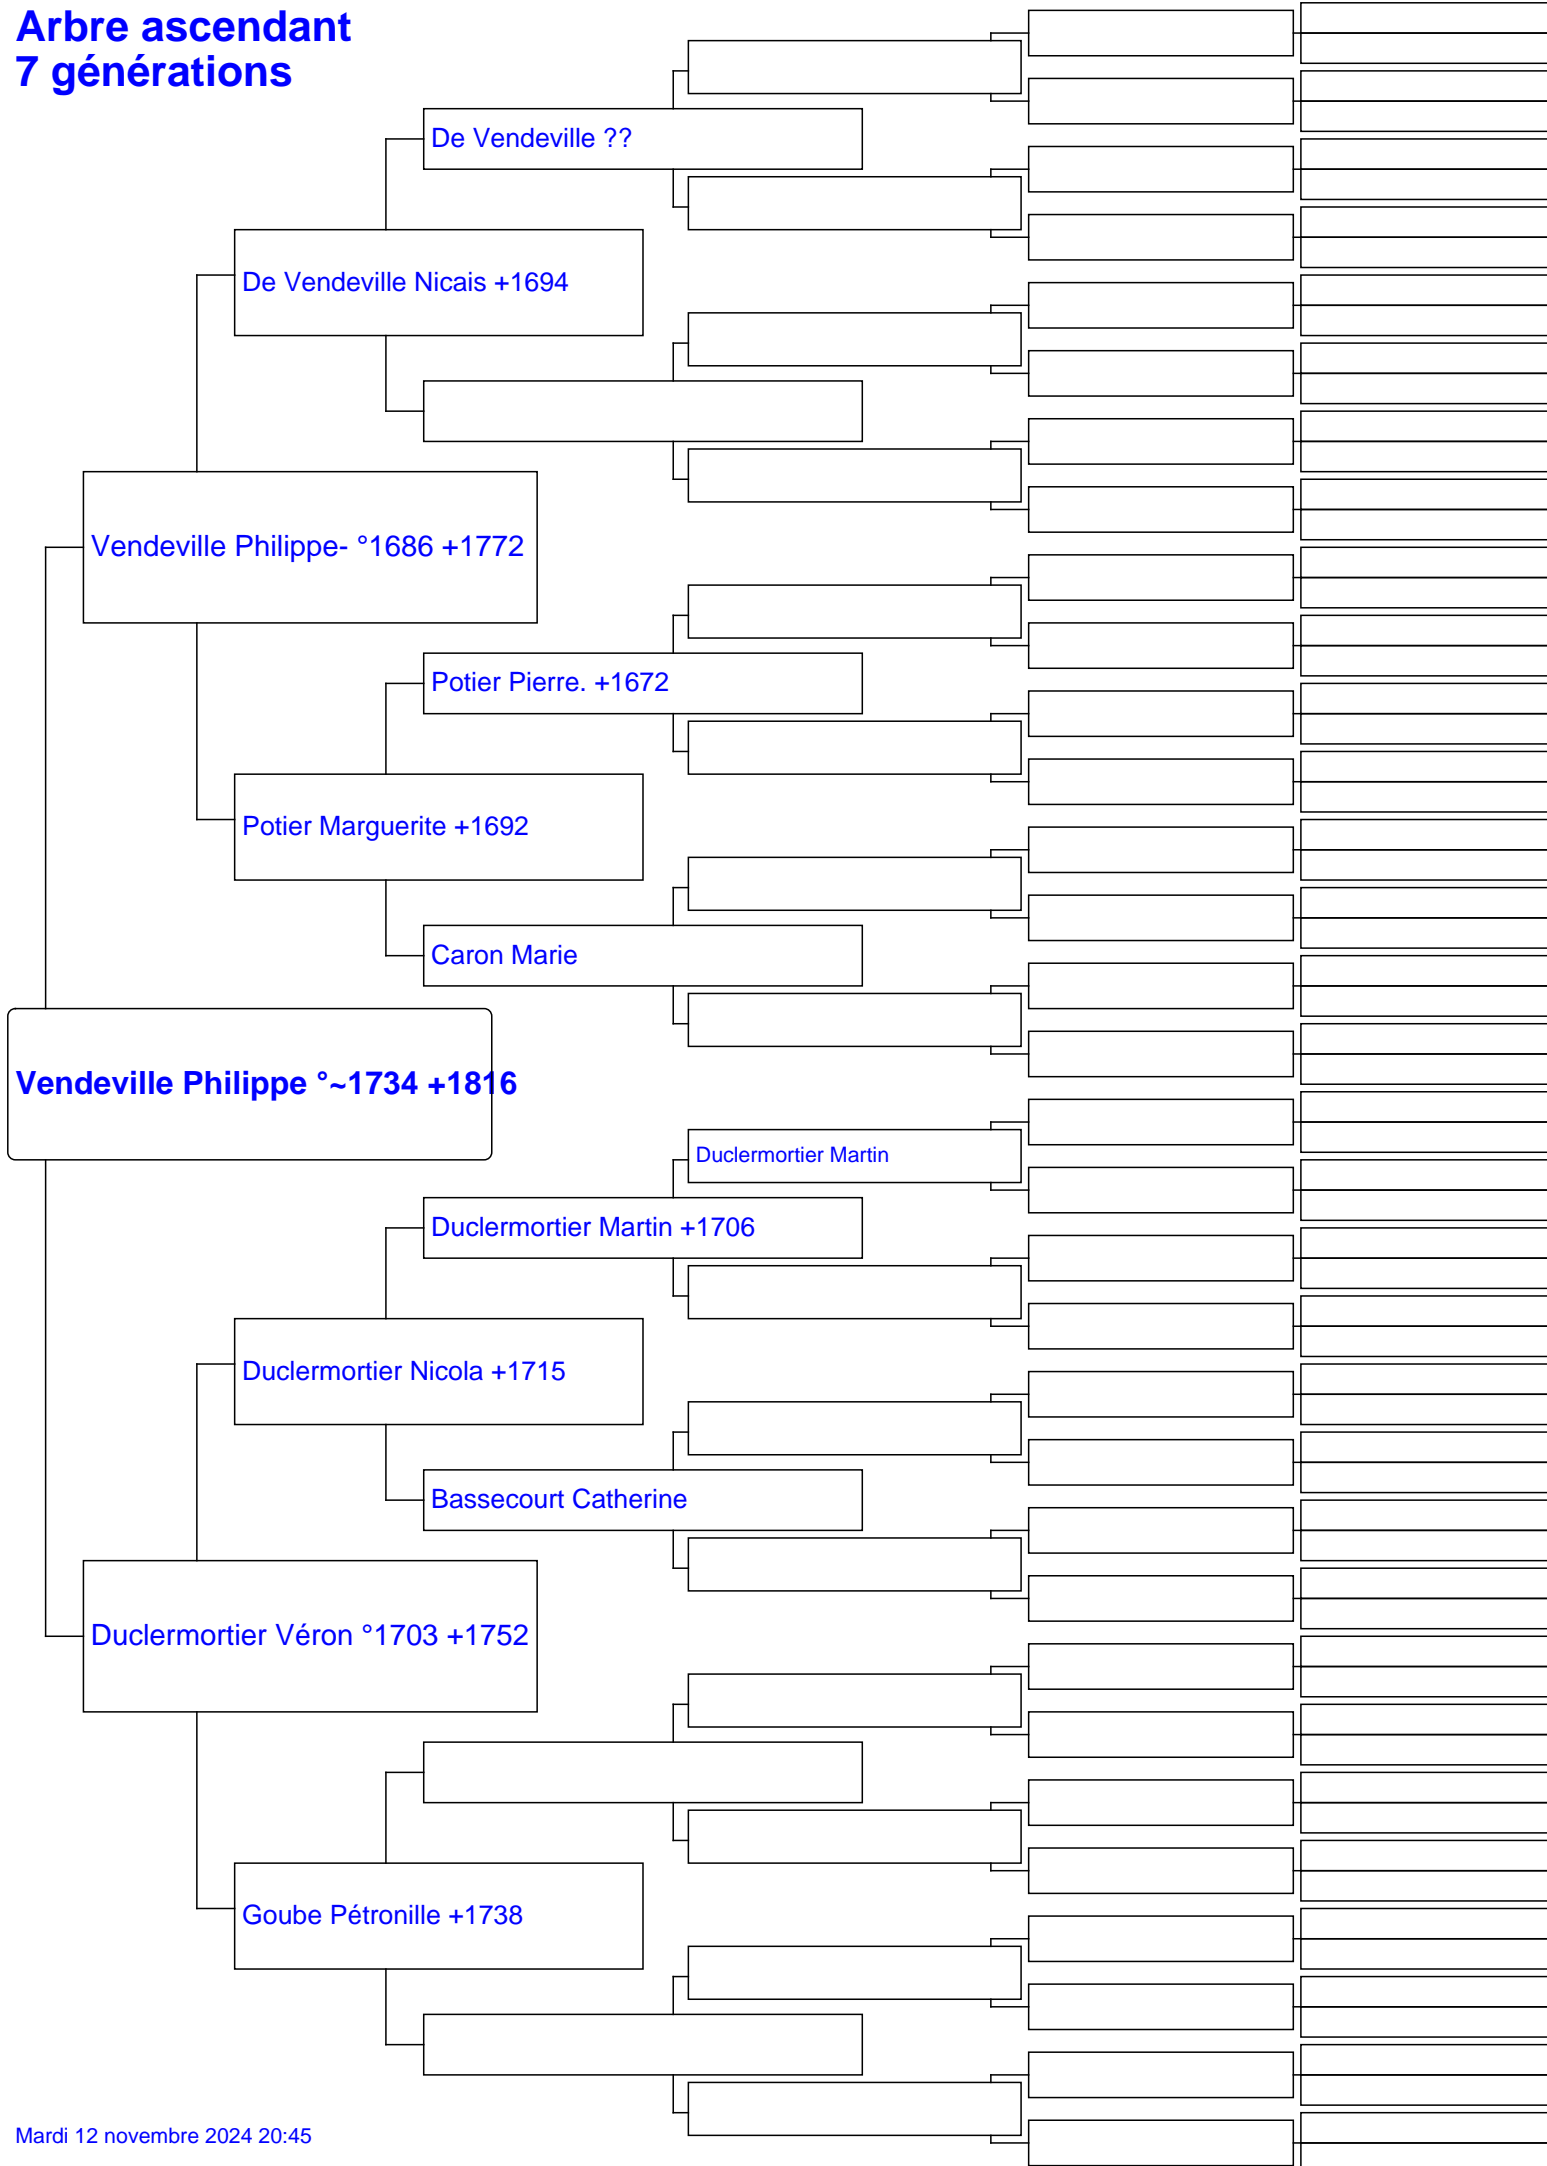 Arbre ascendant
7 générations
De Vendeville ??
De Vendeville Nicais +1694
Vendeville Philippe- °1686 +1772
Potier Pierre. +1672
Potier Marguerite +1692
Caron Marie
Vendeville Philippe °~1734 +1816
Duclermortier Martin
Duclermortier Martin +1706
Duclermortier Nicola +1715
Bassecourt Catherine
Duclermortier Véron °1703 +1752
Goube Pétronille +1738
Mardi 12 novembre 2024 20:45